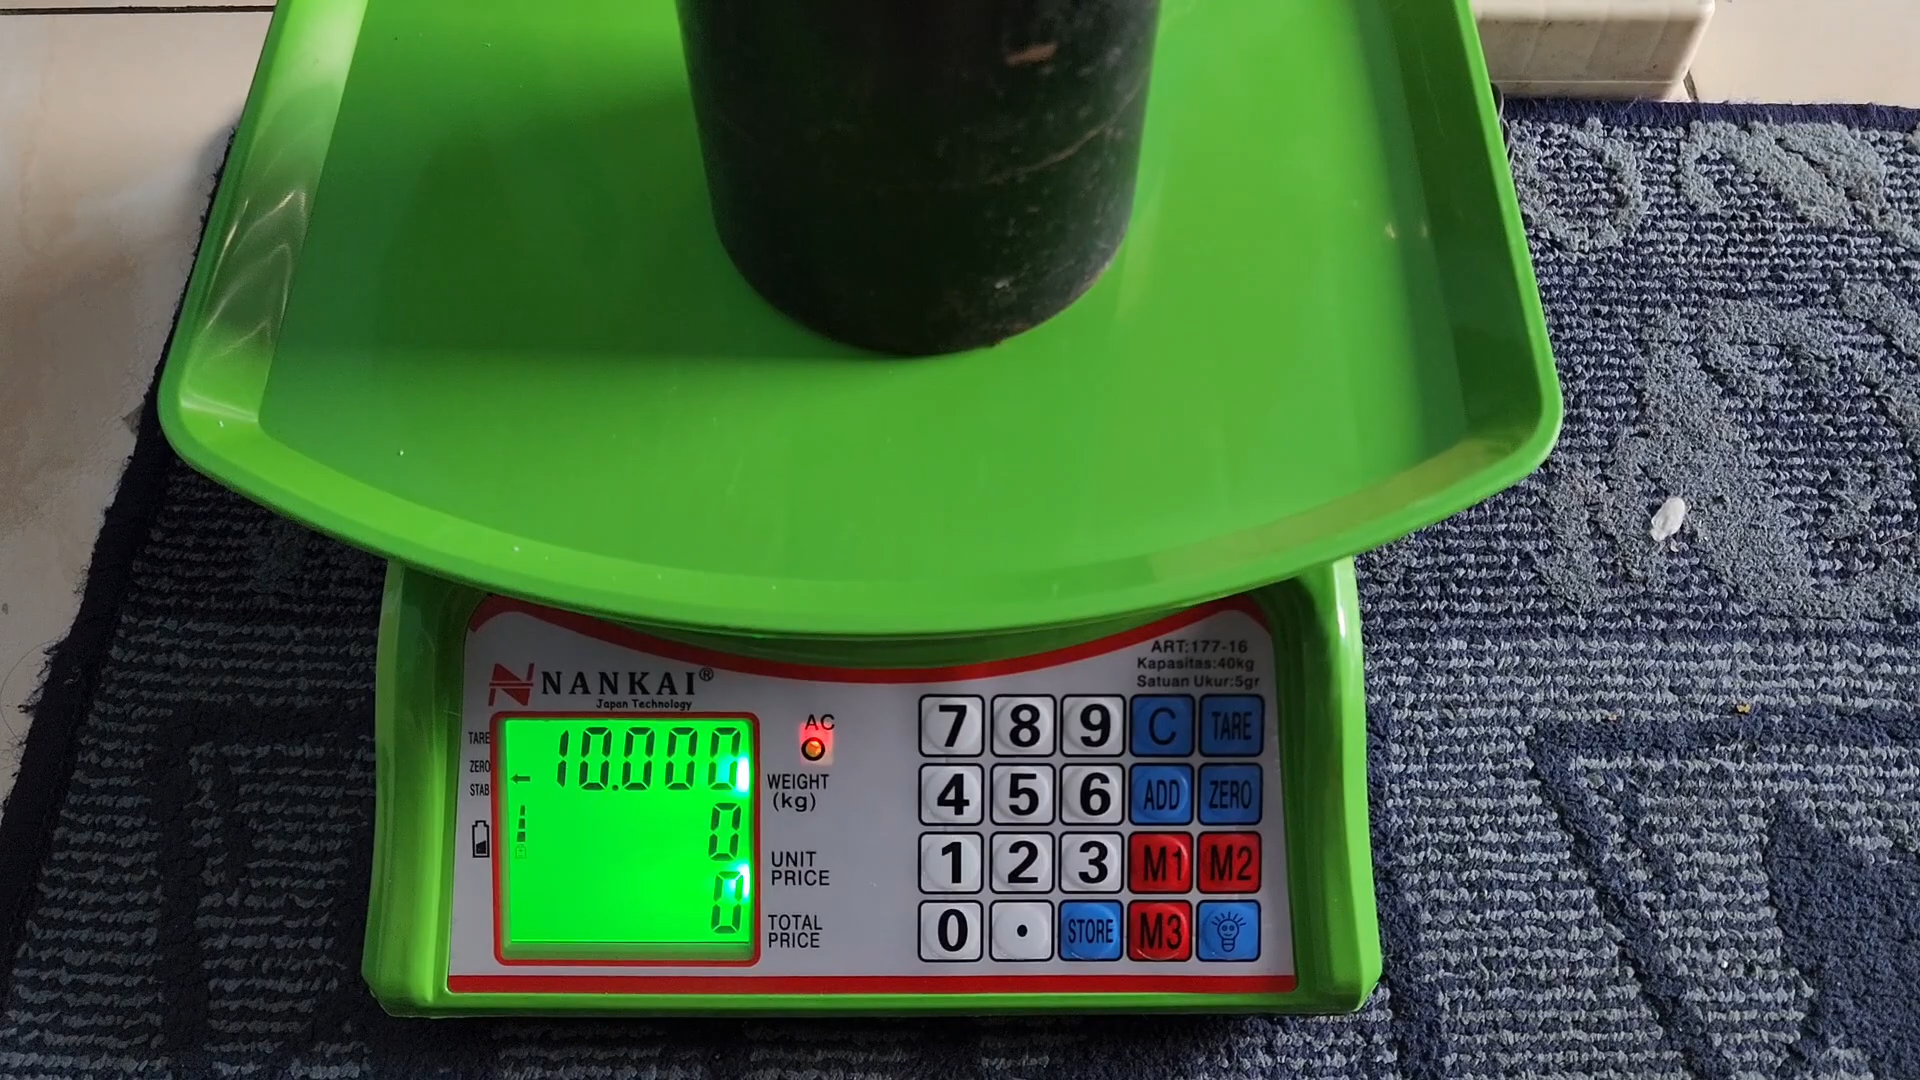 ART:177-16
Kapasitas:40kg
Satuan Ukur:5gr
NANKAI®
Japan Technology
TARE
ZERO
STAB
10.000
0
0
AC
WEIGHT
(kg)
UNIT
PRICE
TOTAL
PRICE
7 8 9 C TARE
4 5 6 ADD ZERO
1 2 3 M1 M2
0 . STORE M3